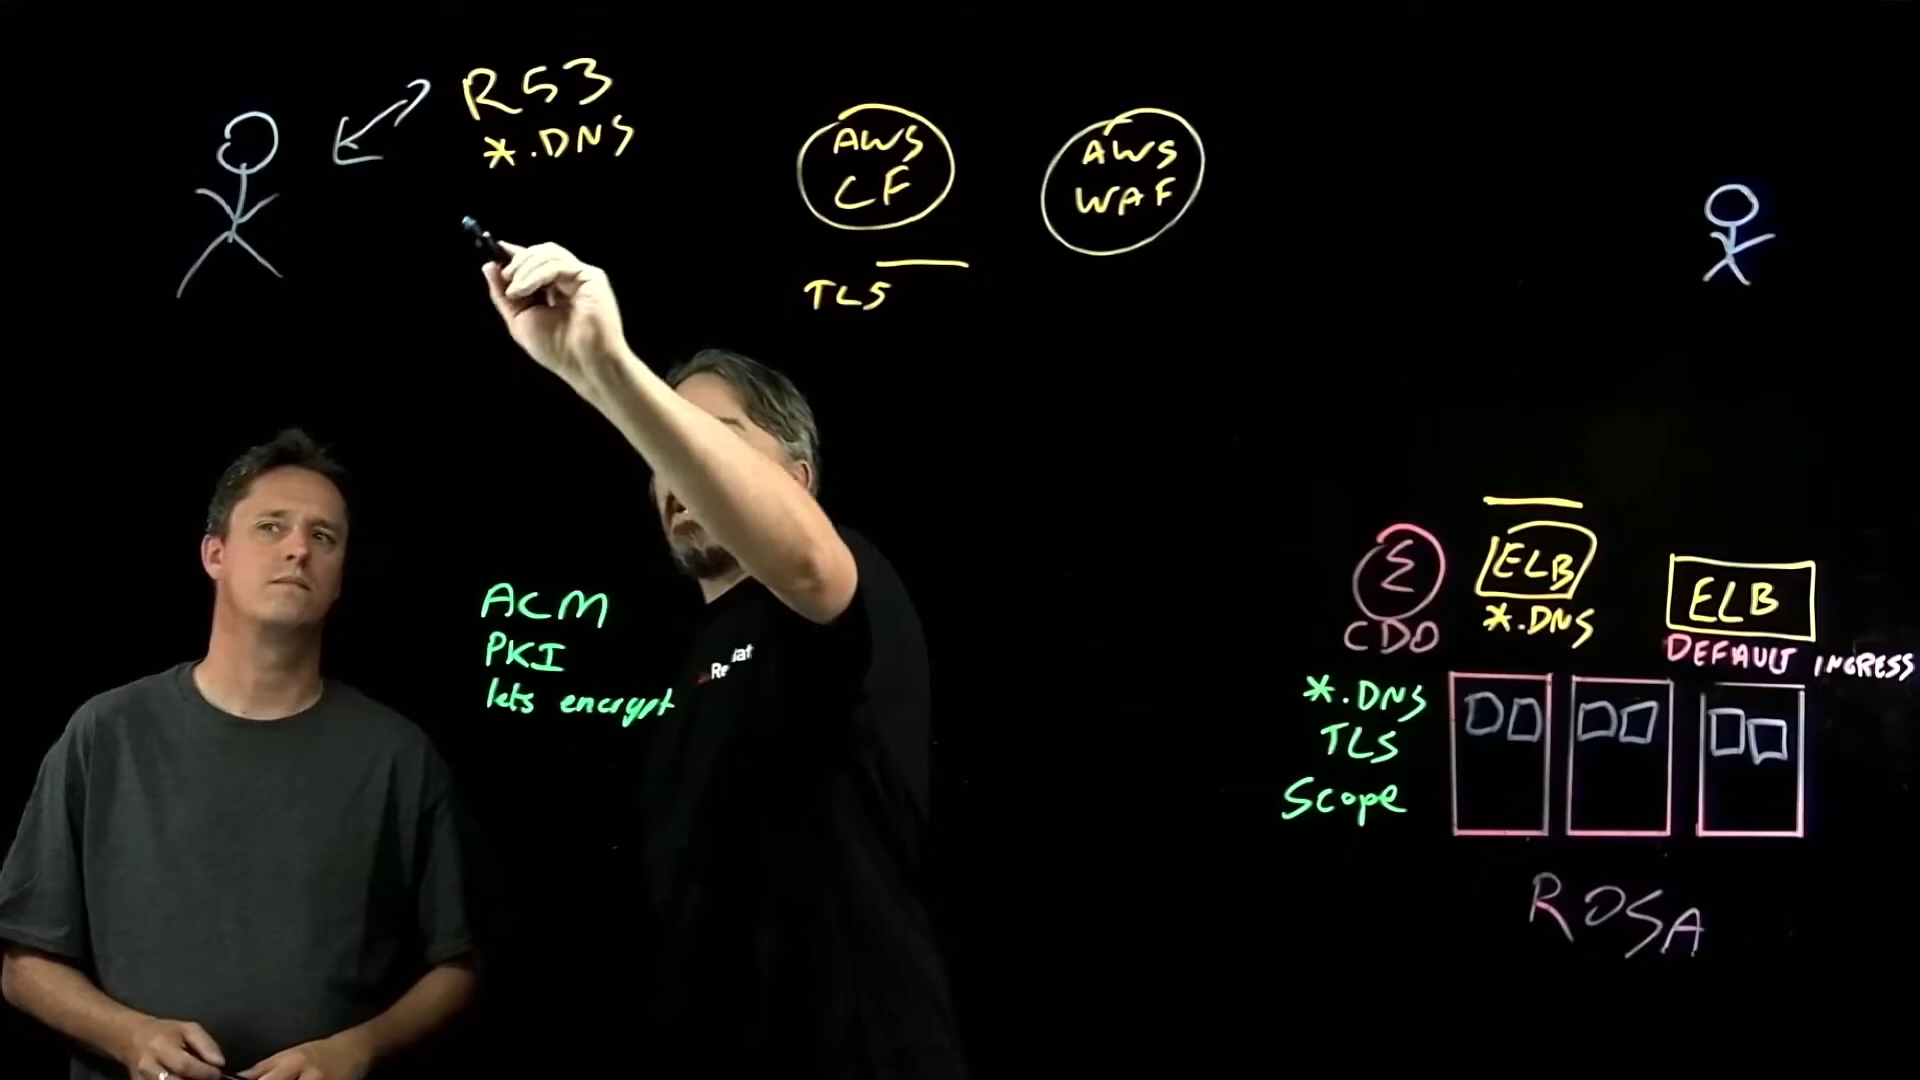 R53
*.DNS
AWS
CF
AWS
WAF
TLS
ELB
*.DNS
ELB
Σ
CDO
DEFAULT INGRESS
ACM
PKI
lets encrypt
*.DNS
TLS
Scope
ROSA